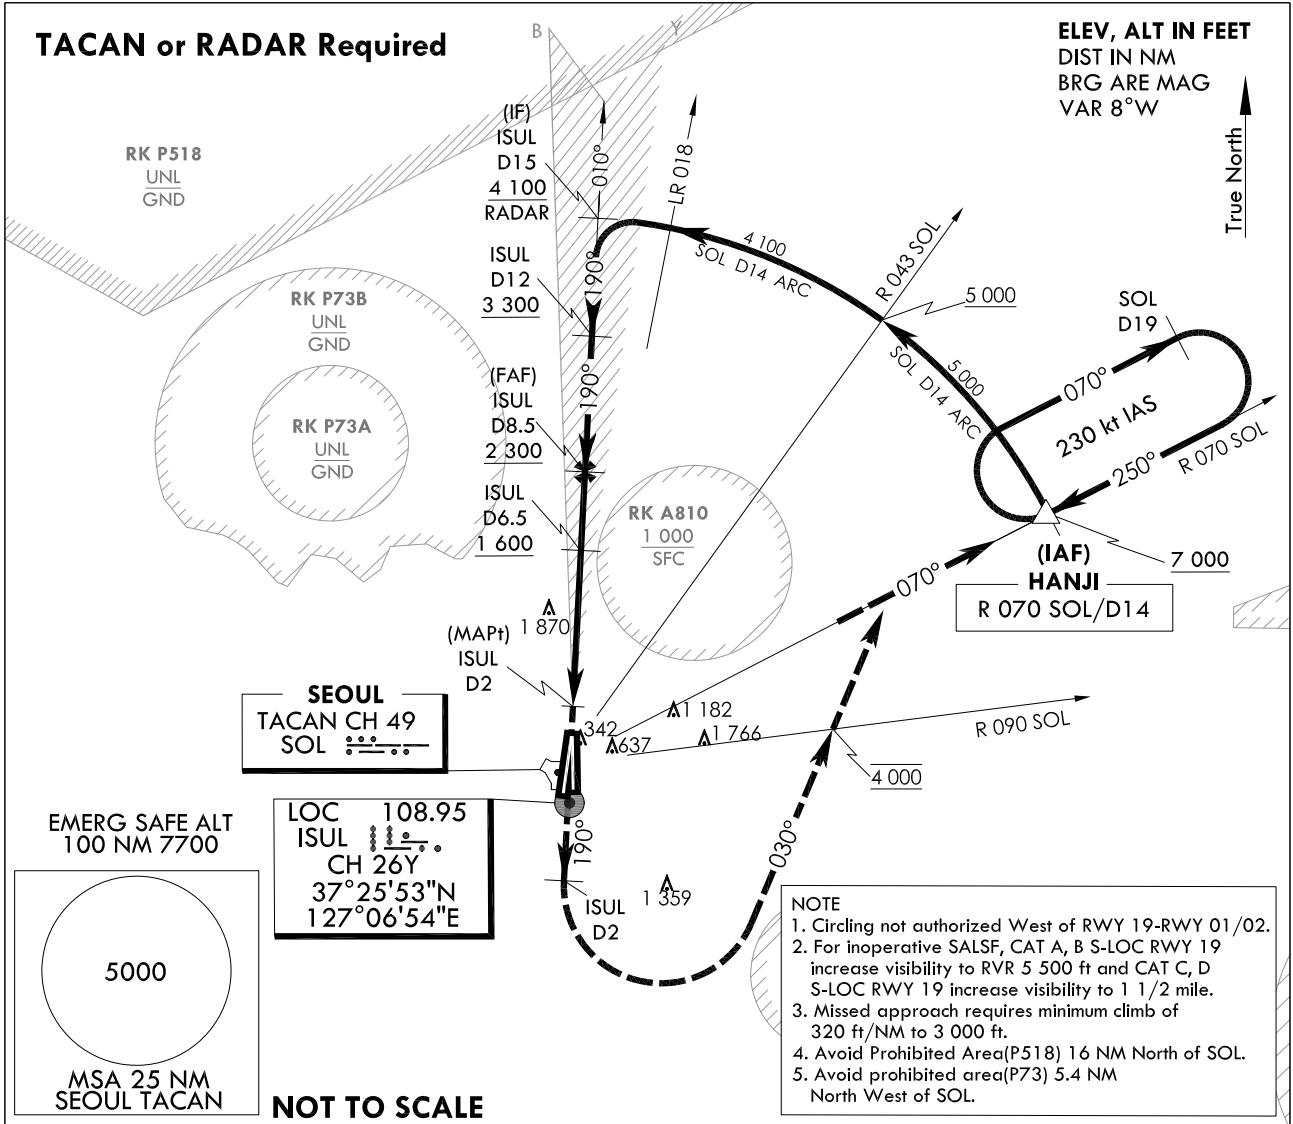 TACAN or RADAR Required
B
Y
ELEV, ALT IN FEET
DIST IN NM
BRG ARE MAG
VAR 8°W
True North
RK P518
UNL
GND
(IF)
ISUL
D15
4 100
RADAR
010°
LR 018
4 100
SOL D14 ARC
R 043 SOL
5 000
ISUL
D12
3 300
190°
RK P73B
UNL
GND
SOL
D19
070°
230 kt IAS
250°
R 070 SOL
5 000
SOL D14 ARC
(FAF)
ISUL
D8.5
2 300
190°
RK P73A
UNL
GND
ISUL
D6.5
1 600
RK A810
1 000
SFC
(IAF)
HANJI
R 070 SOL/D14
7 000
070°
1 870
(MAPt)
ISUL
D2
SEOUL
TACAN CH 49
SOL
342
637
1 182
1 766
R 090 SOL
4 000
LOC 108.95
ISUL
CH 26Y
37°25'53"N
127°06'54"E
190°
030°
ISUL
D2
1 359
EMERG SAFE ALT
100 NM 7700
5000
MSA 25 NM
SEOUL TACAN
NOT TO SCALE
NOTE
1. Circling not authorized West of RWY 19-RWY 01/02.
2. For inoperative SALSF, CAT A, B S-LOC RWY 19
increase visibility to RVR 5 500 ft and CAT C, D
S-LOC RWY 19 increase visibility to 1 1/2 mile.
3. Missed approach requires minimum climb of
320 ft/NM to 3 000 ft.
4. Avoid Prohibited Area(P518) 16 NM North of SOL.
5. Avoid prohibited area(P73) 5.4 NM
North West of SOL.